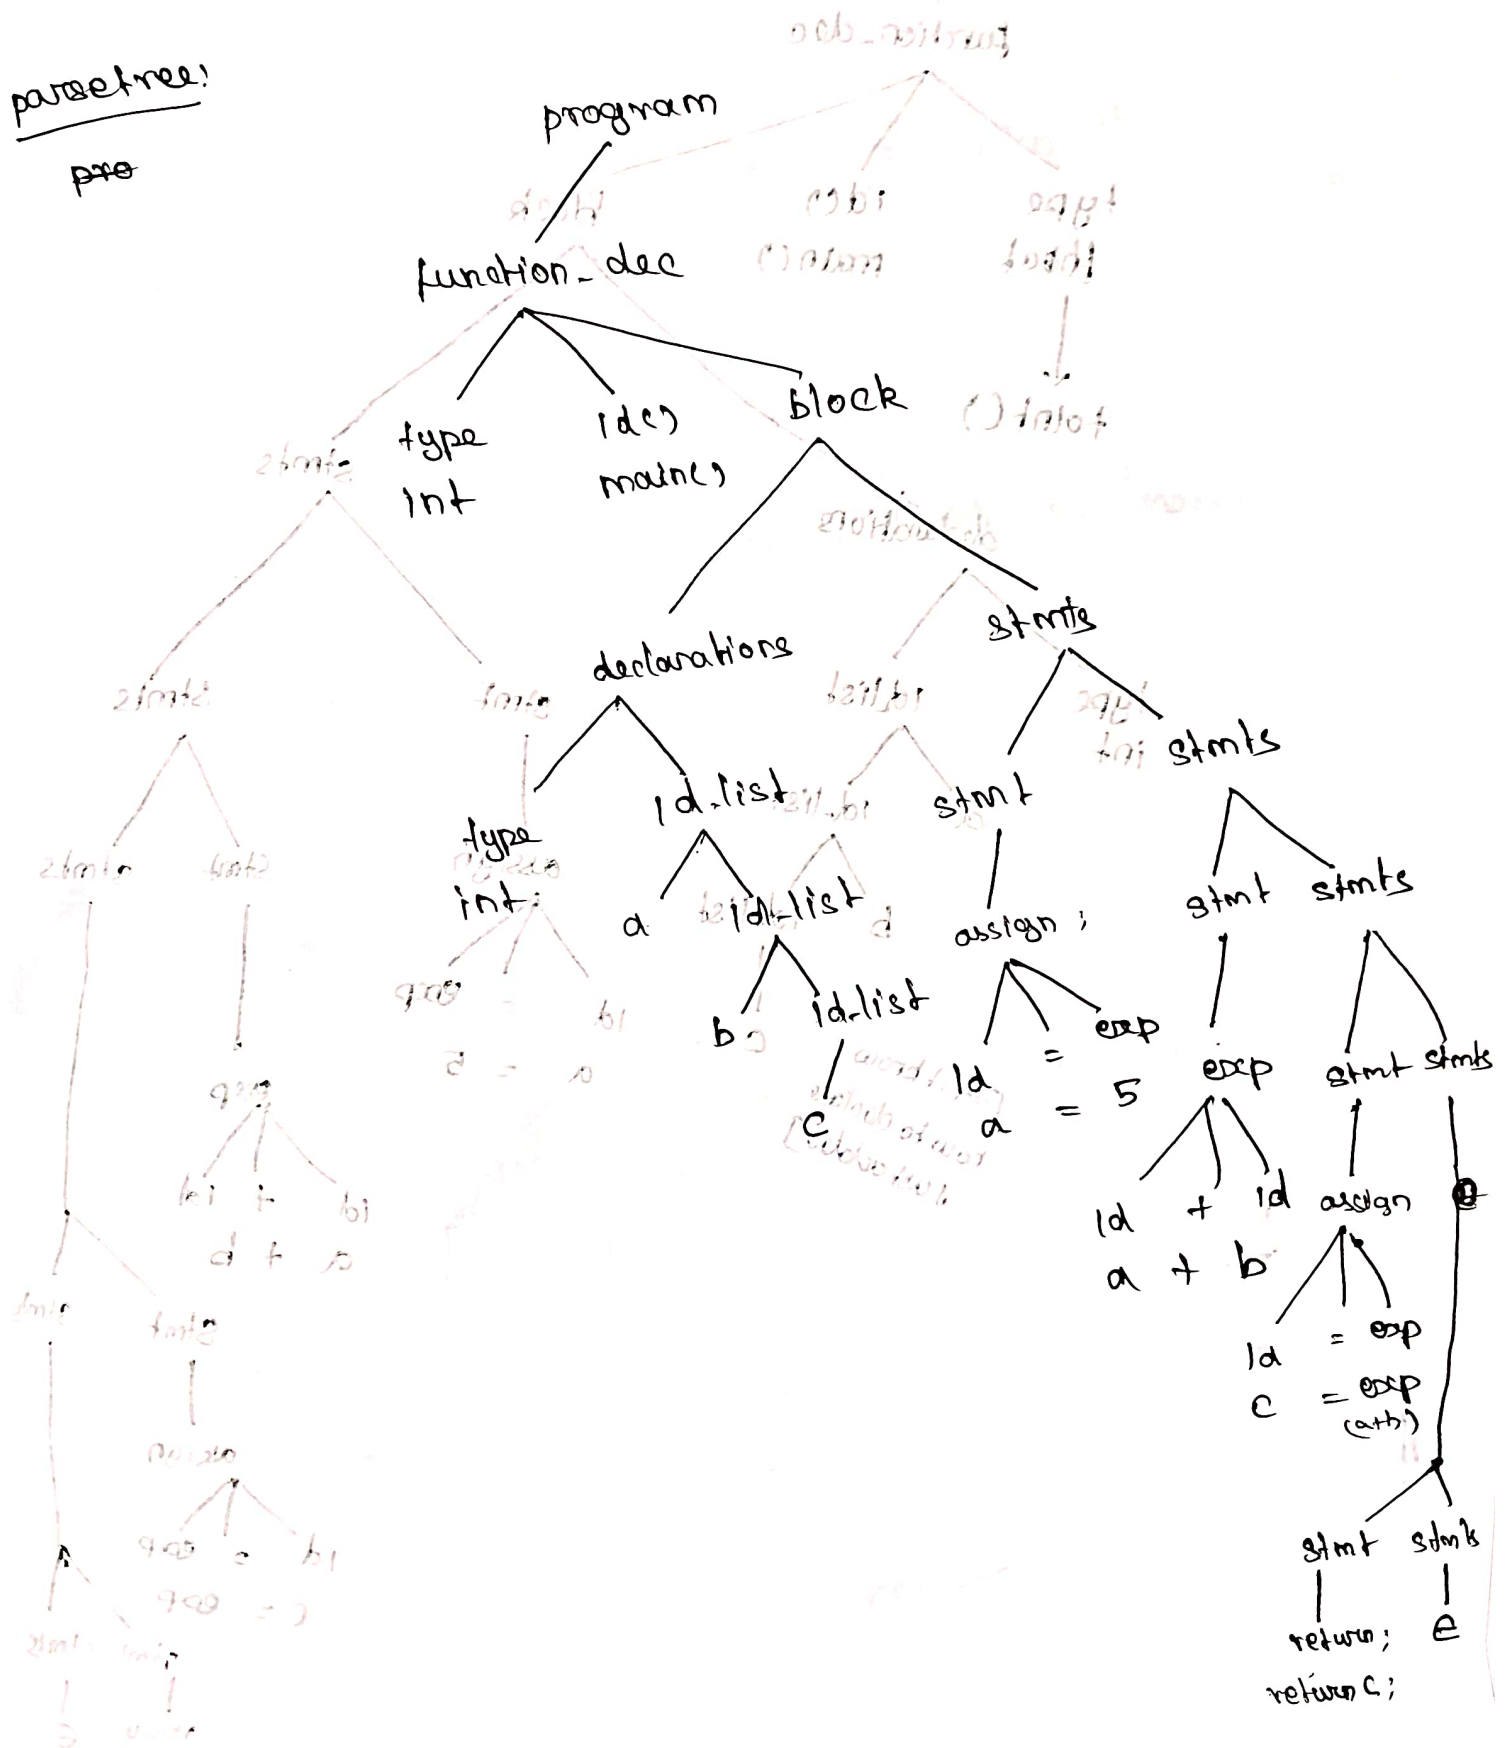 parsetree:
pro
program
function_dec
type id() block
int main()
declarations stmts
type id_list stmt stmts
int; a id_list assign; stmt stmts
b id_list id = exp exp stmt stmts
c a = 5 id + id assign
a + b id = exp
c = exp
(a+b)
stmt stmts
return; e
return c;